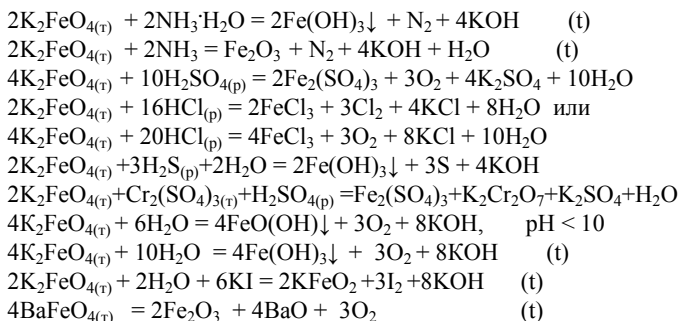 2K₂FeO₄₍т₎ + 2NH₃·H₂O = 2Fe(OH)₃↓ + N₂ + 4KOH (t)
2K₂FeO₄₍т₎ + 2NH₃ = Fe₂O₃ + N₂ + 4KOH + H₂O (t)
4K₂FeO₄₍т₎ + 10H₂SO₄₍р₎ = 2Fe₂(SO₄)₃ + 3O₂ + 4K₂SO₄ + 10H₂O
2K₂FeO₄₍т₎ + 16HCl₍р₎ = 2FeCl₃ + 3Cl₂ + 4KCl + 8H₂O или
4K₂FeO₄₍т₎ + 20HCl₍р₎ = 4FeCl₃ + 3O₂ + 8KCl + 10H₂O
2K₂FeO₄₍т₎+3H₂S₍р₎+2H₂O = 2Fe(OH)₃↓ + 3S + 4KOH
2K₂FeO₄₍т₎+Cr₂(SO₄)₃₍т₎+H₂SO₄₍р₎ =Fe₂(SO₄)₃+K₂Cr₂O₇+K₂SO₄+H₂O
4K₂FeO₄₍т₎ + 6H₂O = 4FeO(OH)↓ + 3O₂ + 8KOH, pH < 10
4K₂FeO₄₍т₎ + 10H₂O = 4Fe(OH)₃↓ + 3O₂ + 8KOH (t)
2K₂FeO₄₍т₎ + 2H₂O + 6KI = 2KFeO₂ +3I₂ +8KOH (t)
4BaFeO₄₍т₎ = 2Fe₂O₃ + 4BaO + 3O₂ (t)